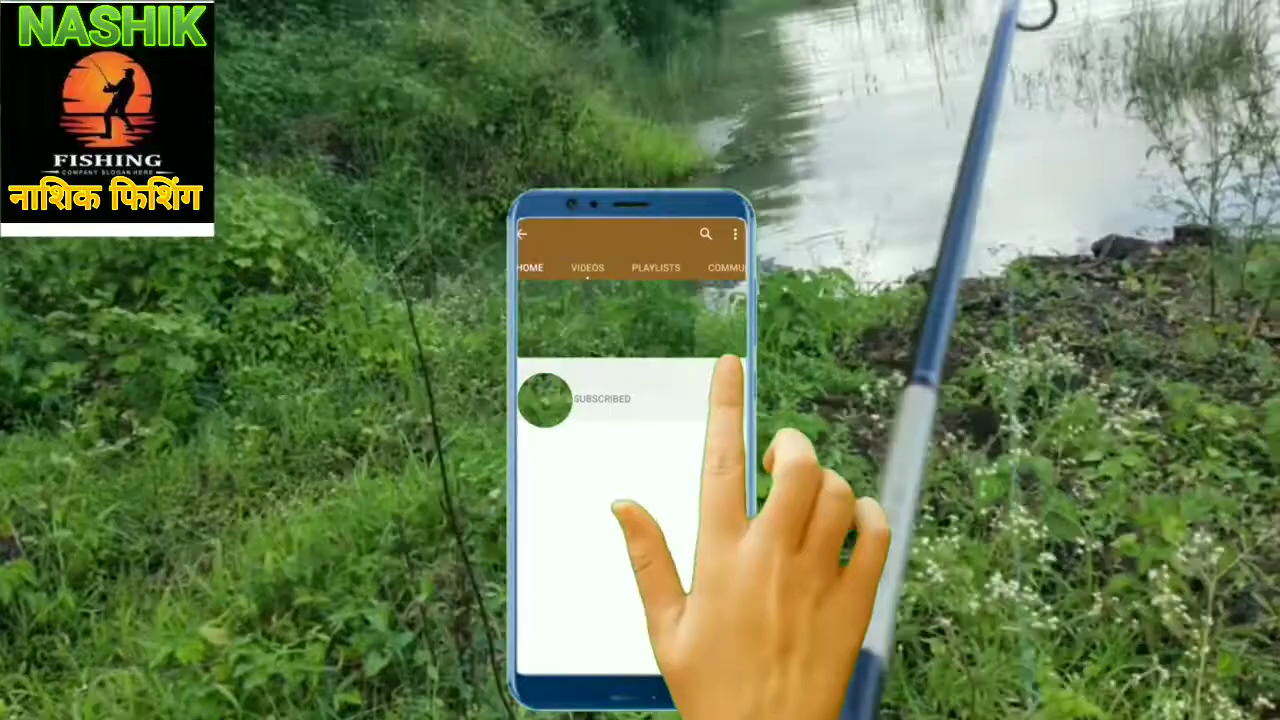 NASHIK
FISHING
COMPANY SLOGAN HERE
नाशिक फिशिंग
HOME VIDEOS PLAYLISTS COMMU
SUBSCRIBED